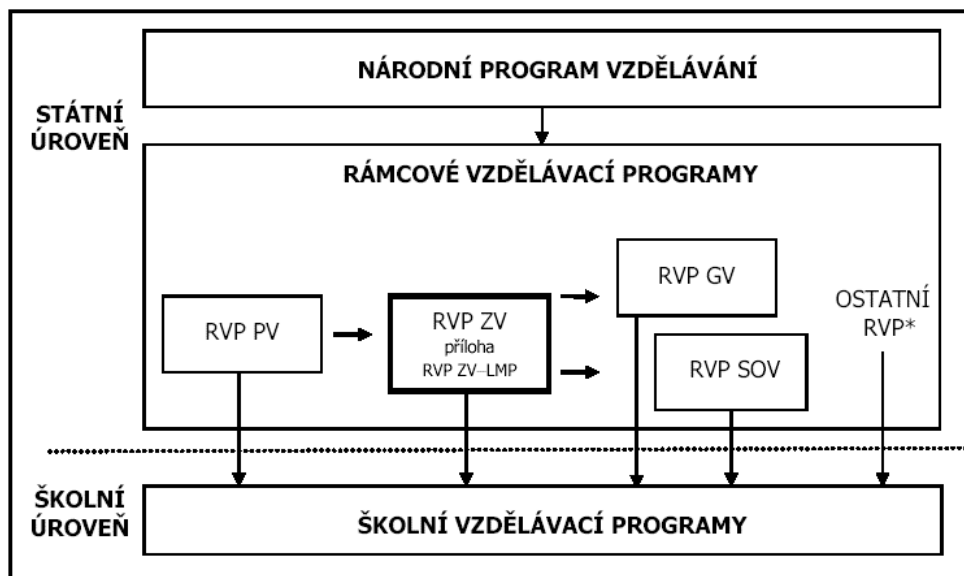 NÁRODNÍ PROGRAM VZDĚLÁVÁNÍ
STÁTNÍ
ÚROVEŇ
RÁMCOVÉ VZDĚLÁVACÍ PROGRAMY
RVP PV
RVP ZV
příloha
RVP ZV–LMP
RVP GV
RVP SOV
OSTATNÍ
RVP*
ŠKOLNÍ
ÚROVEŇ
ŠKOLNÍ VZDĚLÁVACÍ PROGRAMY